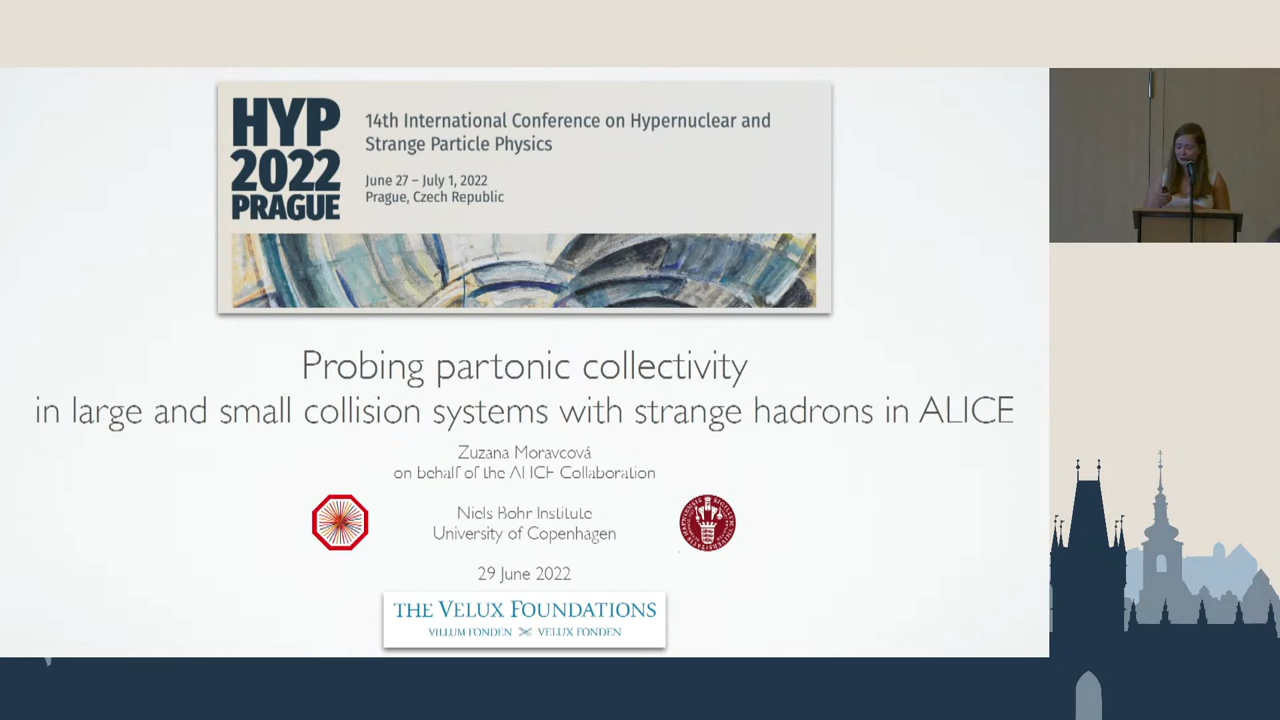 HYP
2022
PRAGUE
14th International Conference on Hypernuclear and
Strange Particle Physics
June 27 – July 1, 2022
Prague, Czech Republic
Probing partonic collectivity
in large and small collision systems with strange hadrons in ALICE
Zuzana Moravcová
on behalf of the ALICE Collaboration
Niels Bohr Institute
University of Copenhagen
29 June 2022
THE VELUX FOUNDATIONS
VILLUM FONDEN VELUX FONDEN